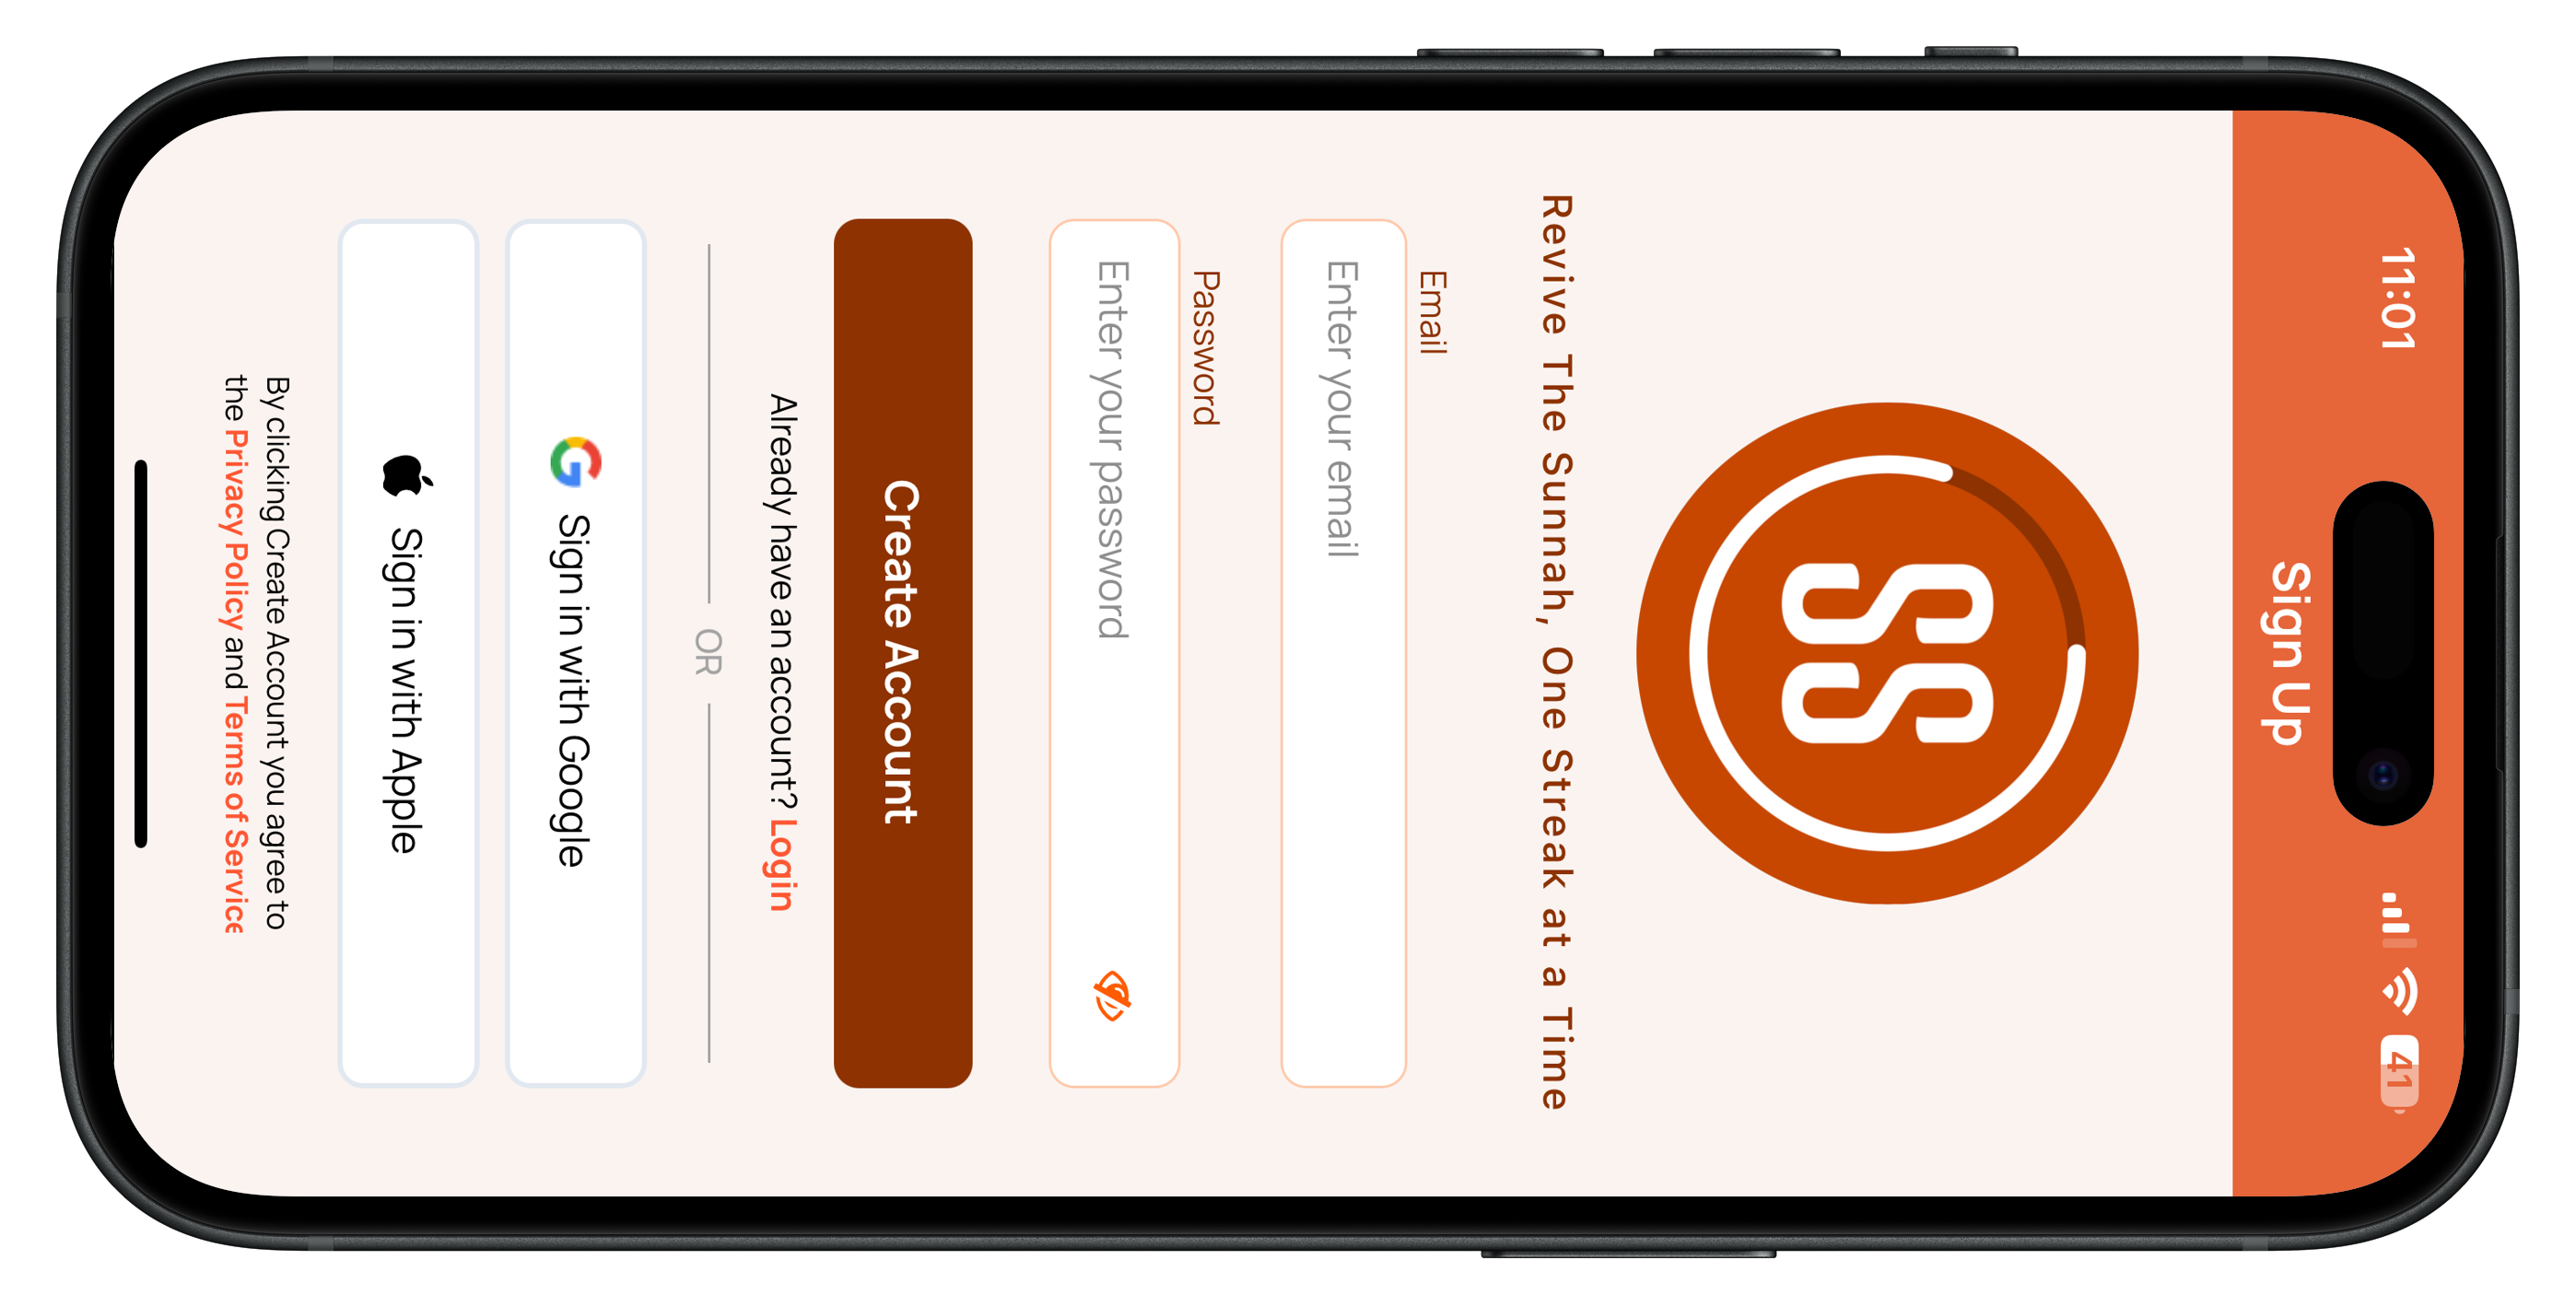 11:01
41
Sign Up
SS
Revive The Sunnah, One Streak at a Time
Email
Enter your email
Password
Enter your password
Create Account
Already have an account? Login
OR
Sign in with Google
Sign in with Apple
By clicking Create Account you agree to
the Privacy Policy and Terms of Service